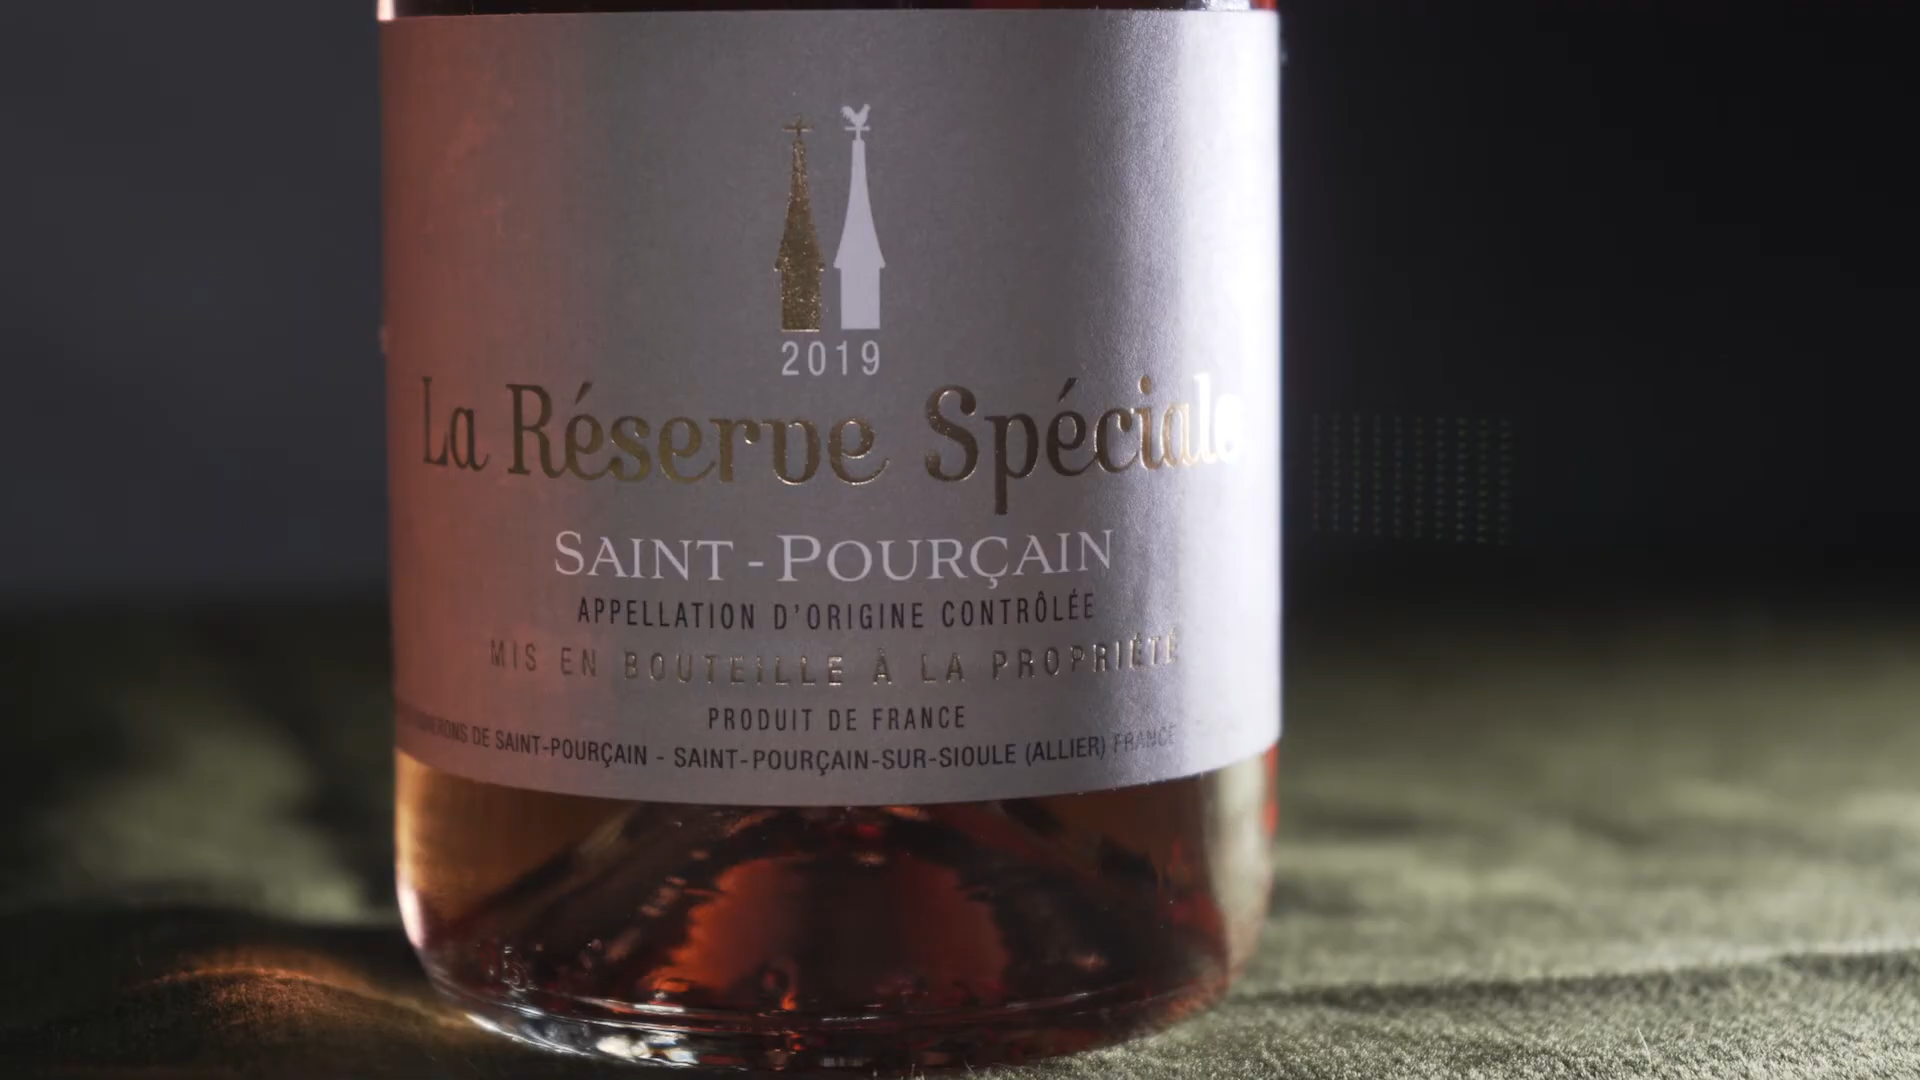 2019
La Réserve Spéciale
SAINT-POURÇAIN
APPELLATION D'ORIGINE CONTRÔLÉE
MIS EN BOUTEILLE À LA PROPRIÉTÉ
PRODUIT DE FRANCE
DE SAINT-POURÇAIN - SAINT-POURÇAIN-SUR-SIOULE (ALLIER) FRANCE